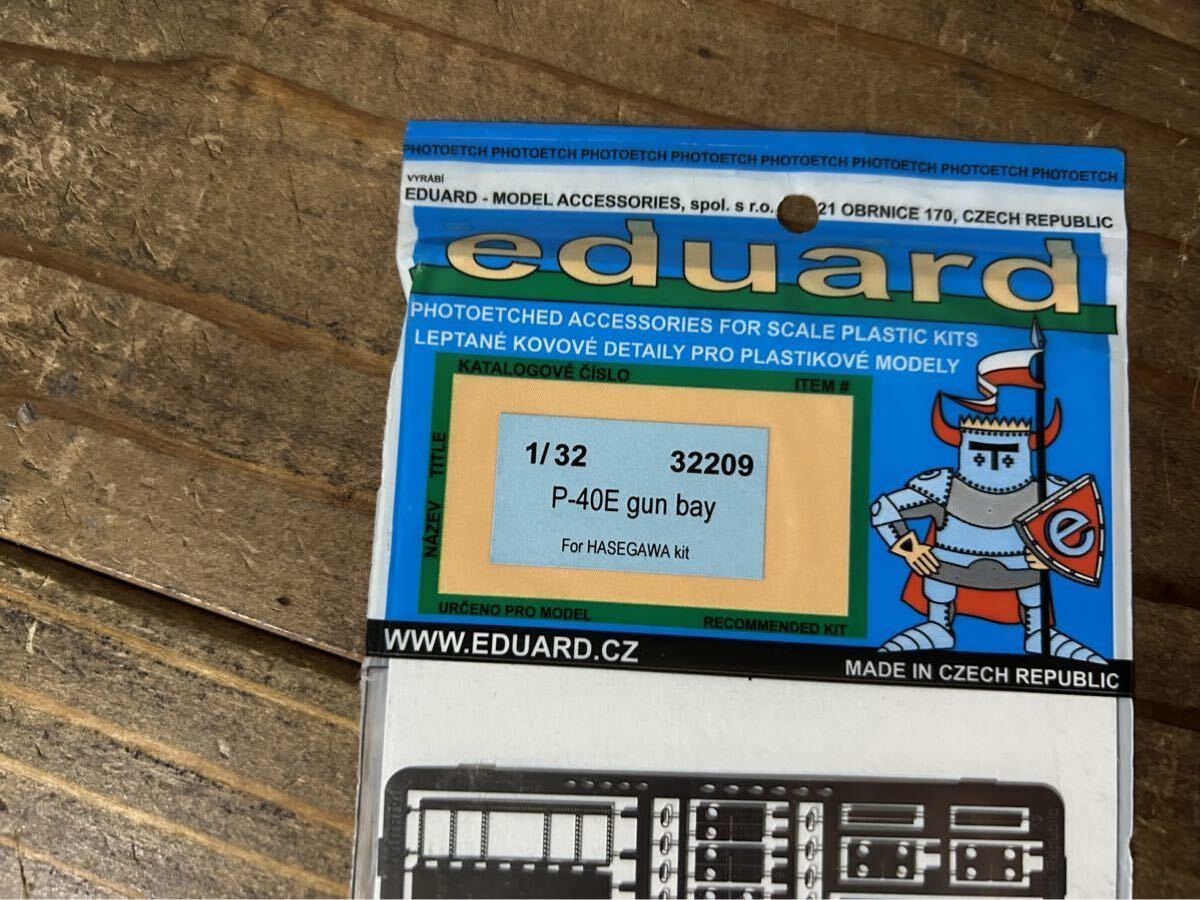 PHOTOETCH PHOTOETCH PHOTOETCH PHOTOETCH PHOTOETCH PHOTOETCH PHOTOETCH PHOTOETCH
VYRÁBÍ
EDUARD - MODEL ACCESSORIES, spol. s r.o. 21 OBRNICE 170, CZECH REPUBLIC
eduard
PHOTOETCHED ACCESSORIES FOR SCALE PLASTIC KITS
LEPTANÉ KOVOVÉ DETAILY PRO PLASTIKOVÉ MODELY
KATALOGOVÉ ČÍSLO ITEM #
NÁZEV TITLE
1/32 32209
P-40E gun bay
For HASEGAWA kit
e
URČENO PRO MODEL RECOMMENDED KIT
WWW.EDUARD.CZ
MADE IN CZECH REPUBLIC